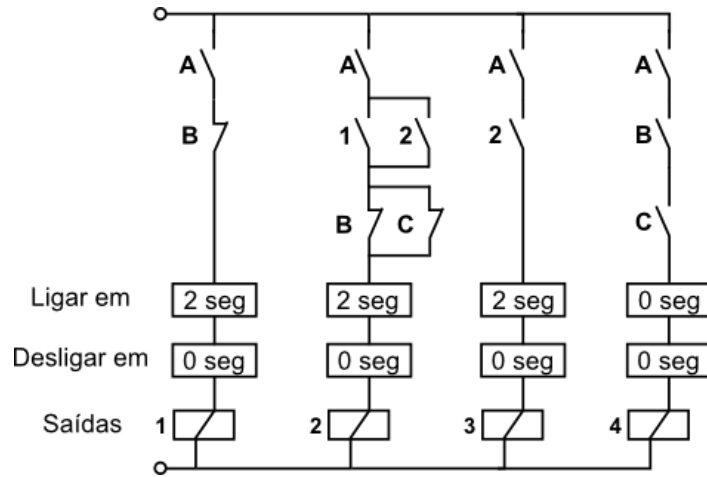 A A A A
B 1 2 2 B
B C C
Ligar em 2 seg 2 seg 2 seg 0 seg
Desligar em 0 seg 0 seg 0 seg 0 seg
Saídas 1 2 3 4